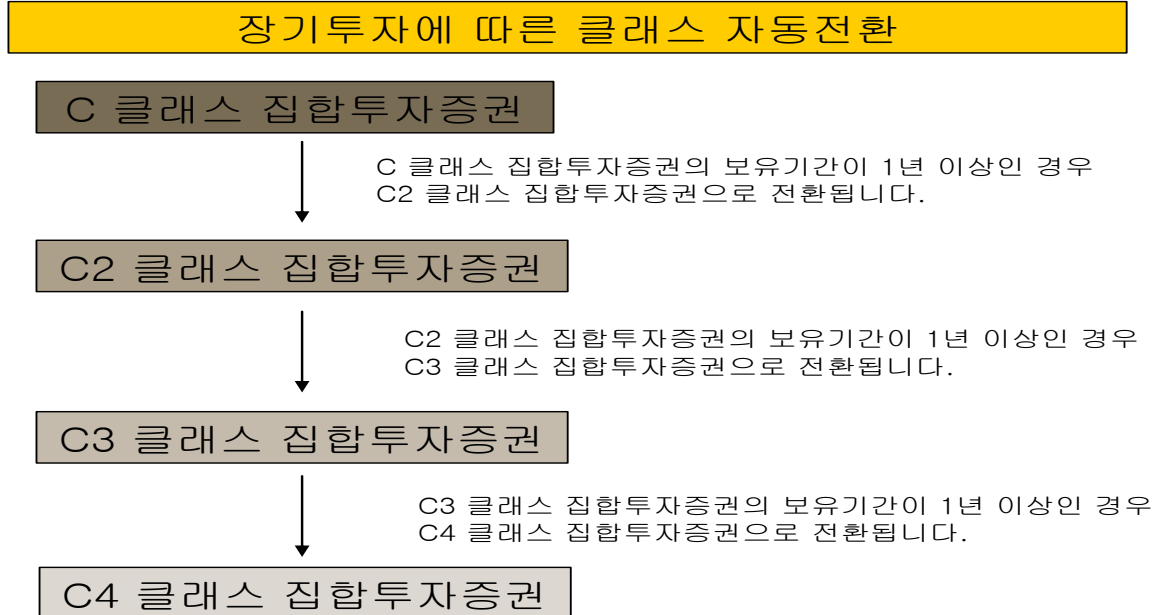 장기투자에 따른 클래스 자동전환
C 클래스 집합투자증권
C 클래스 집합투자증권의 보유기간이 1년 이상인 경우
C2 클래스 집합투자증권으로 전환됩니다.
C2 클래스 집합투자증권
C2 클래스 집합투자증권의 보유기간이 1년 이상인 경우
C3 클래스 집합투자증권으로 전환됩니다.
C3 클래스 집합투자증권
C3 클래스 집합투자증권의 보유기간이 1년 이상인 경우
C4 클래스 집합투자증권으로 전환됩니다.
C4 클래스 집합투자증권